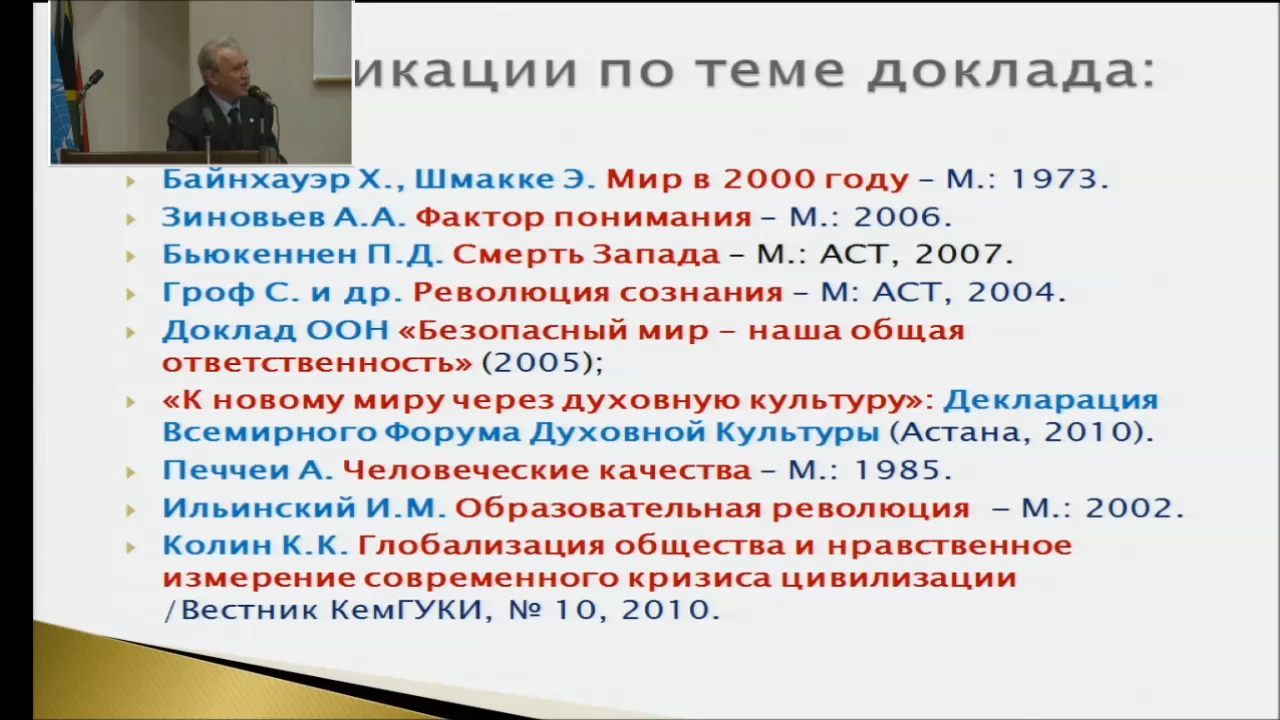 по теме доклада:
Байнхауэр Х., Шмакке Э. Мир в 2000 году – М.: 1973.
Зиновьев А.А. Фактор понимания – М.: 2006.
Бьюкеннен П.Д. Смерть Запада – М.: АСТ, 2007.
Гроф С. и др. Революция сознания – М: АСТ, 2004.
Доклад ООН «Безопасный мир – наша общая
ответственность» (2005);
«К новому миру через духовную культуру»: Декларация
Всемирного Форума Духовной Культуры (Астана, 2010).
Печчеи А. Человеческие качества – М.: 1985.
Ильинский И.М. Образовательная революция – М.: 2002.
Колин К.К. Глобализация общества и нравственное
измерение современного кризиса цивилизации
/Вестник КемГУКИ, № 10, 2010.